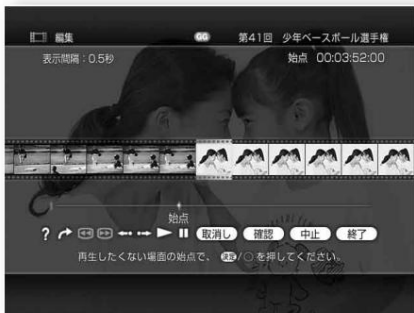 編集 GG 第41回 少年ベースボール選手権
表示間隔：0.5秒 始点 00:03:52:00
始点
? 取消し 確認 中止 終了
再生したくない場面の始点で、 決定/○を押してください。